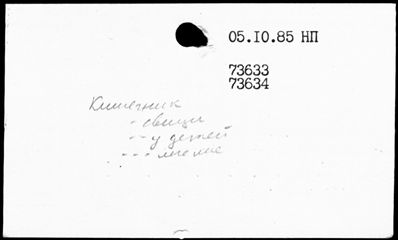 05.10.85 НП
73633
73634
Кишечник
- свищи
-- у детей
---